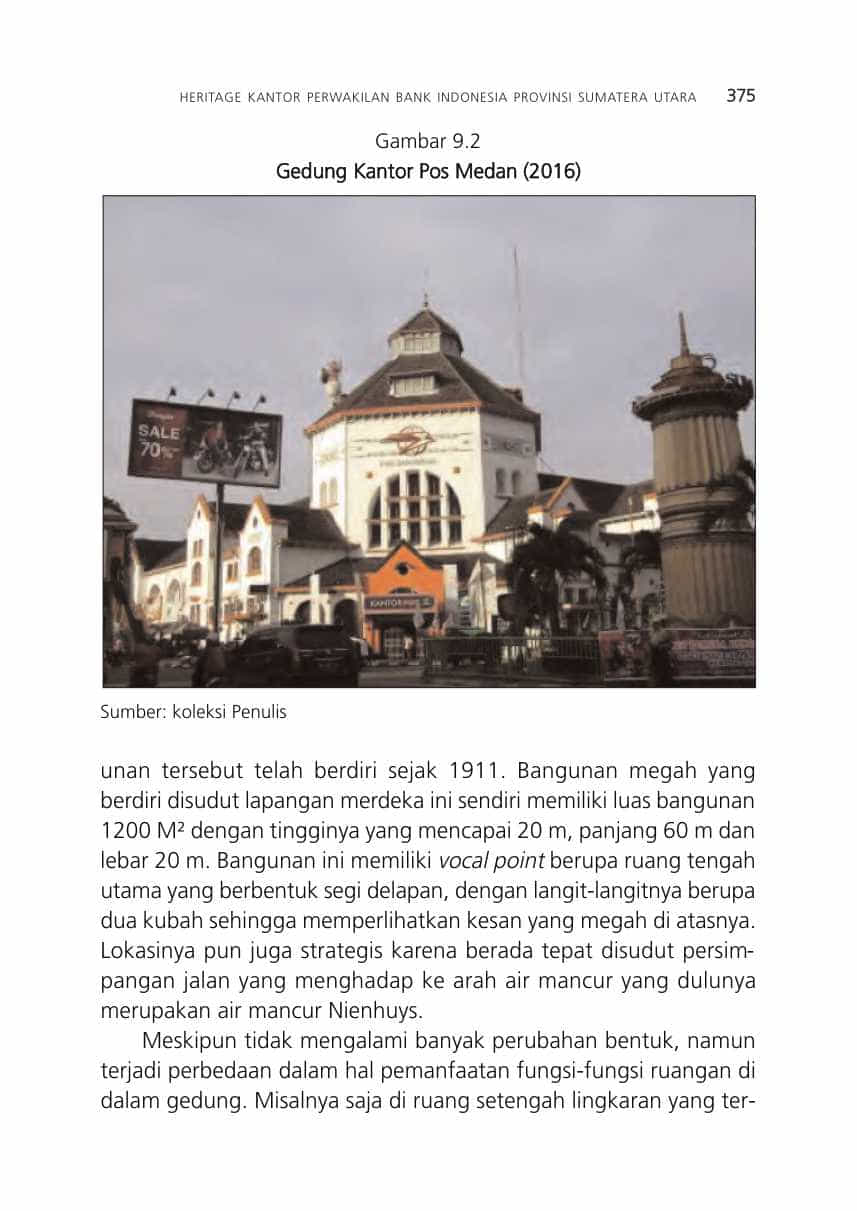 HERITAGE KANTOR PERWAKILAN BANK INDONESIA PROVINSI SUMATERA UTARA 375
Gambar 9.2
Gedung Kantor Pos Medan (2016)
SALE
70%
KANTOR POS
Sumber: koleksi Penulis
unan tersebut telah berdiri sejak 1911. Bangunan megah yang
berdiri disudut lapangan merdeka ini sendiri memiliki luas bangunan
1200 M² dengan tingginya yang mencapai 20 m, panjang 60 m dan
lebar 20 m. Bangunan ini memiliki vocal point berupa ruang tengah
utama yang berbentuk segi delapan, dengan langit-langitnya berupa
dua kubah sehingga memperlihatkan kesan yang megah di atasnya.
Lokasinya pun juga strategis karena berada tepat disudut persim-
pangan jalan yang menghadap ke arah air mancur yang dulunya
merupakan air mancur Nienhuys.
Meskipun tidak mengalami banyak perubahan bentuk, namun
terjadi perbedaan dalam hal pemanfaatan fungsi-fungsi ruangan di
dalam gedung. Misalnya saja di ruang setengah lingkaran yang ter-